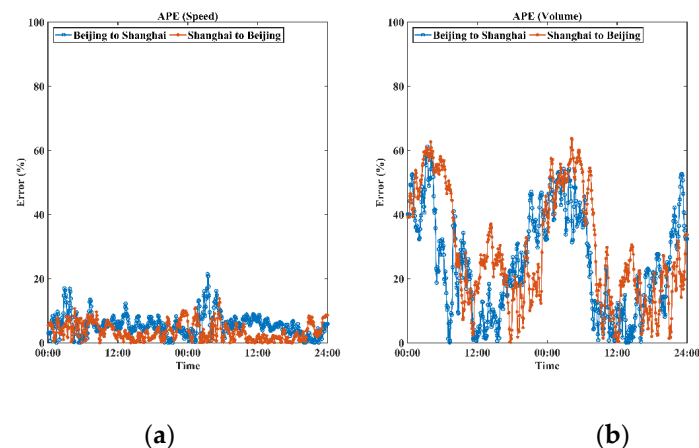 APE (Speed)
Beijing to Shanghai Shanghai to Beijing
100
80
60
40
20
0
Error (%)
00:00 12:00 00:00 12:00 24:00
Time
(a)
APE (Volume)
Beijing to Shanghai Shanghai to Beijing
100
80
60
40
20
0
Error (%)
00:00 12:00 00:00 12:00 24:00
Time
(b)